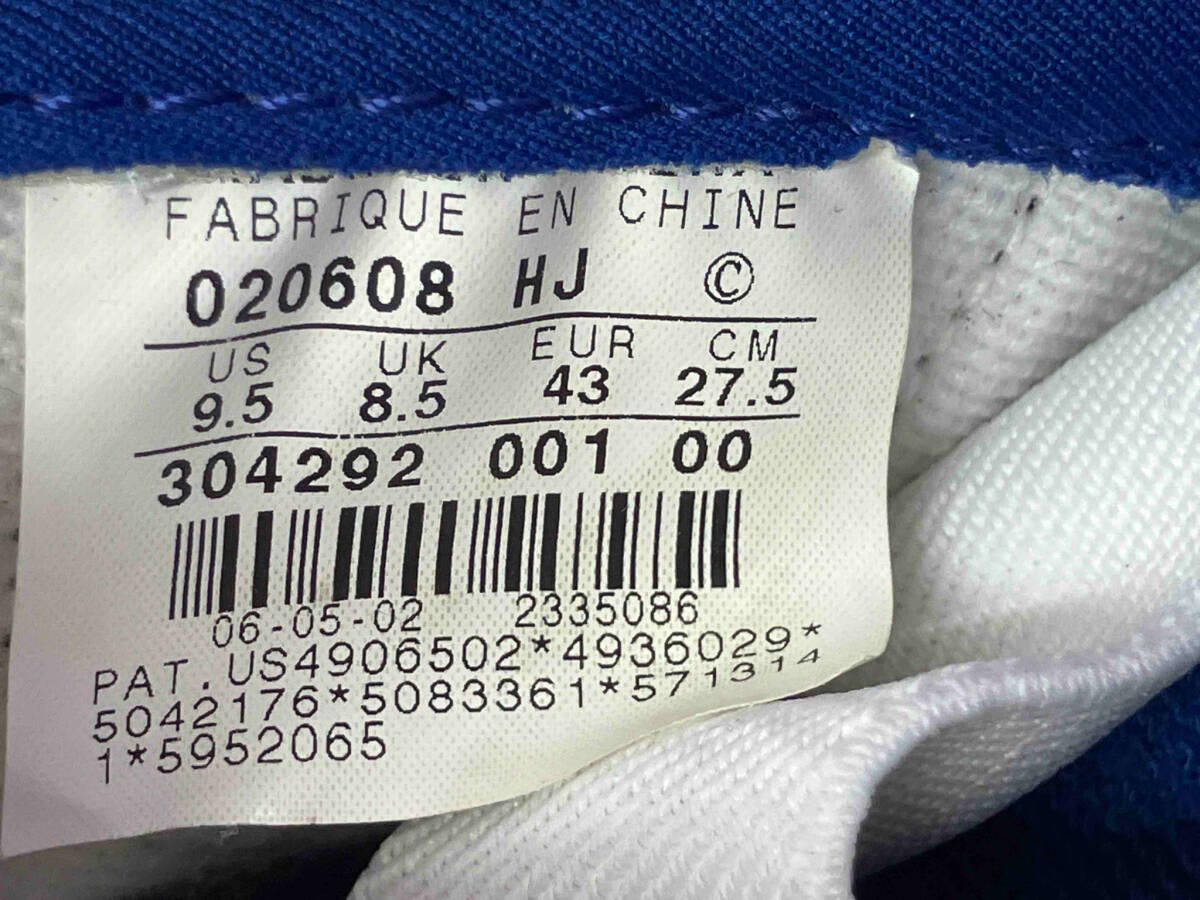 FABRIQUE EN CHINE
020608 HJ ©
US UK EUR CM
9.5 8.5 43 27.5
304292 001 00
06-05-02 2335086
PAT.US4906502*4936029*
5042176*5083361*571314
1*5952065